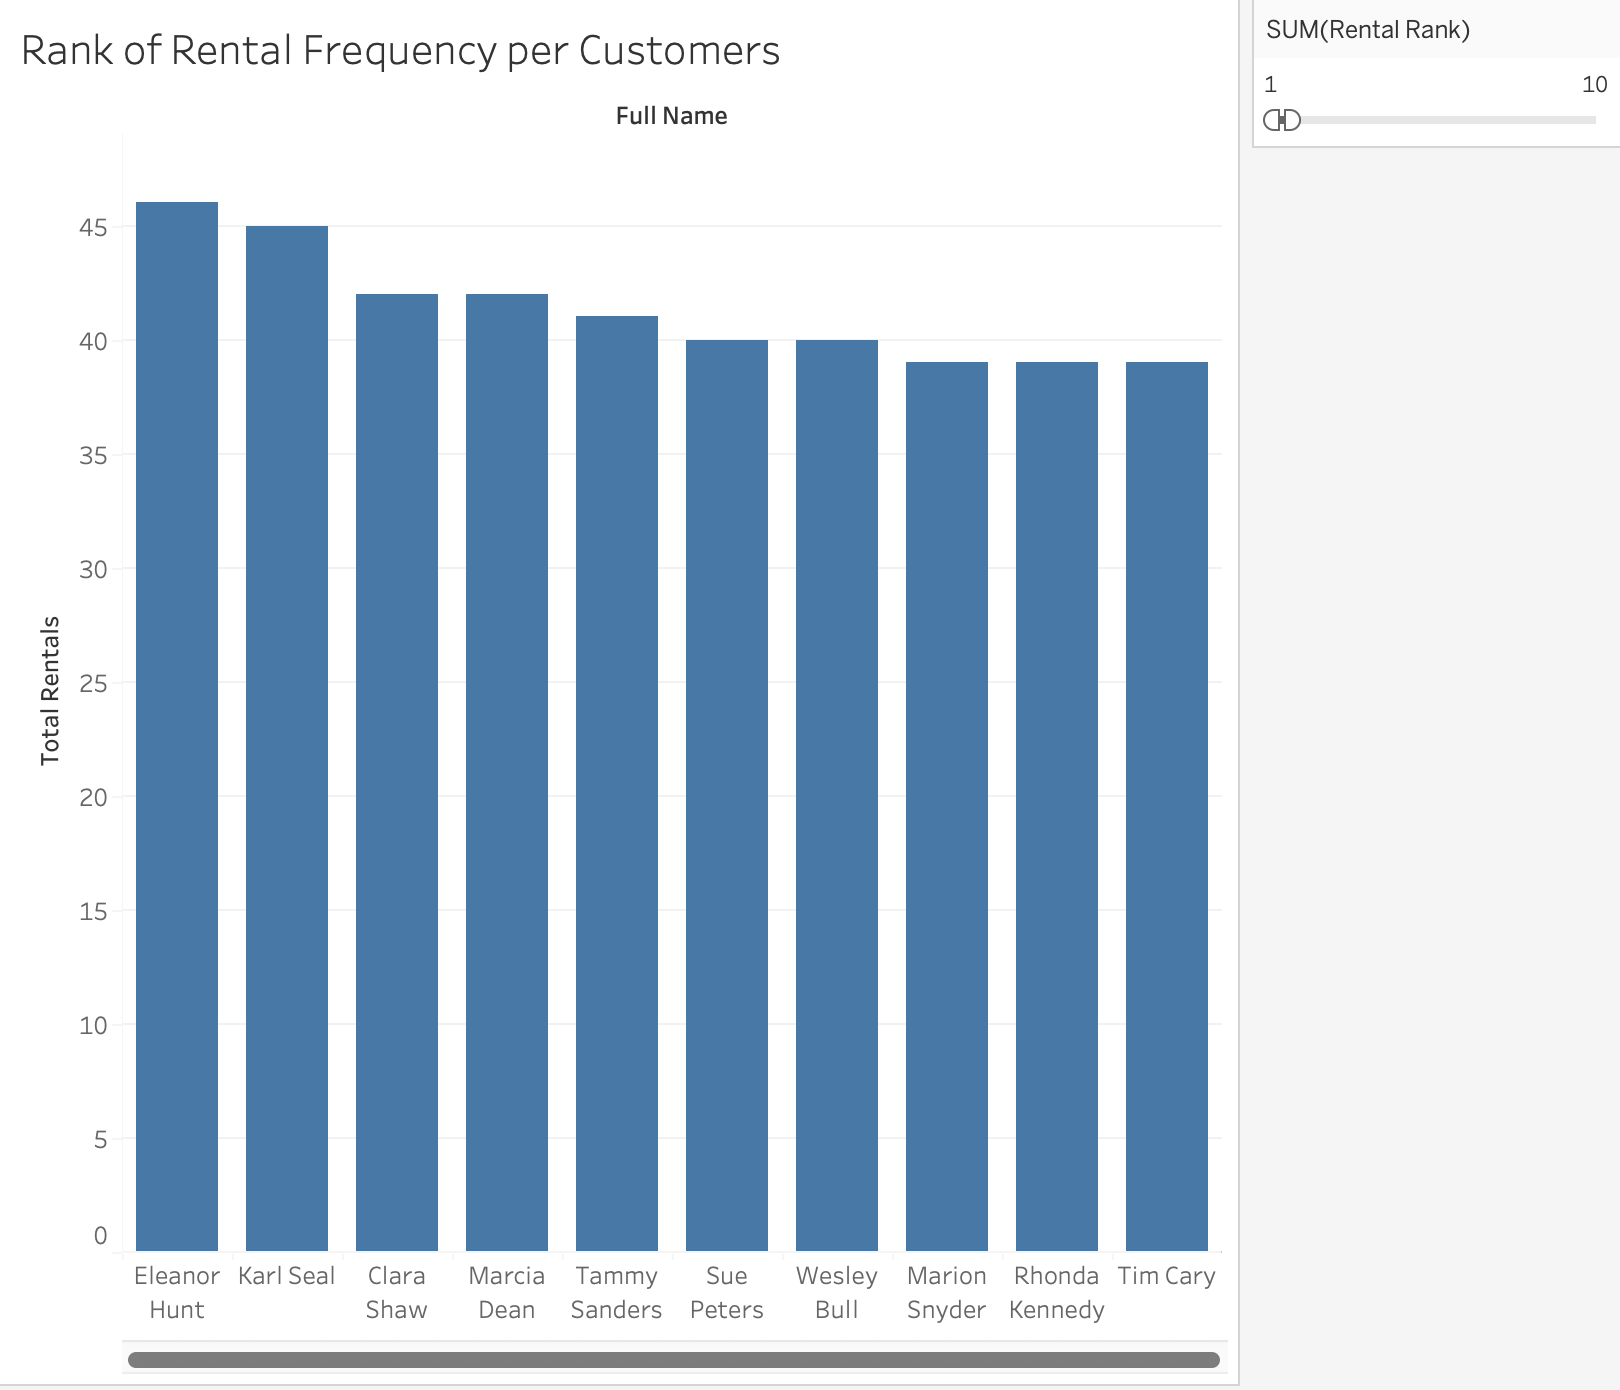 Rank of Rental Frequency per Customers
SUM(Rental Rank)
1 10
Full Name
Total Rentals
45
40
35
30
25
20
15
10
5
0
Eleanor Hunt
Karl Seal
Clara Shaw
Marcia Dean
Tammy Sanders
Sue Peters
Wesley Bull
Marion Snyder
Rhonda Kennedy
Tim Cary